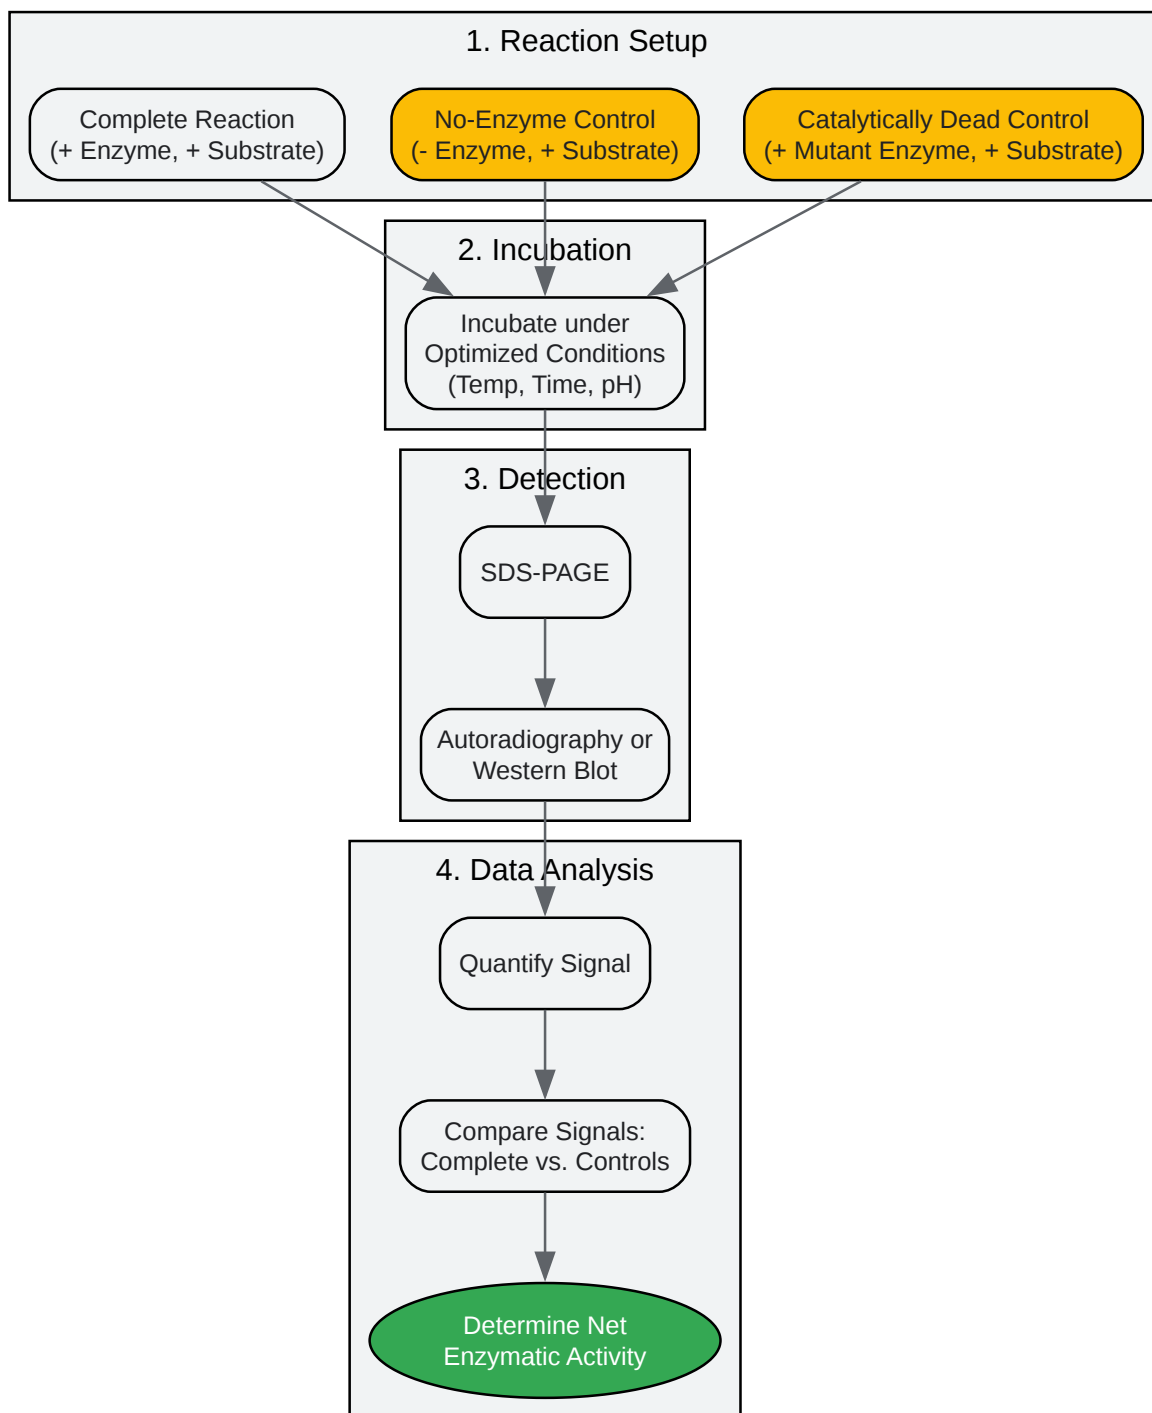 1. Reaction Setup
Complete Reaction
(+ Enzyme, + Substrate)
No-Enzyme Control
(- Enzyme, + Substrate)
Catalytically Dead Control
(+ Mutant Enzyme, + Substrate)
2. Incubation
Incubate under
Optimized Conditions
(Temp, Time, pH)
3. Detection
SDS-PAGE
Autoradiography or
Western Blot
4. Data Analysis
Quantify Signal
Compare Signals:
Complete vs. Controls
Determine Net
Enzymatic Activity